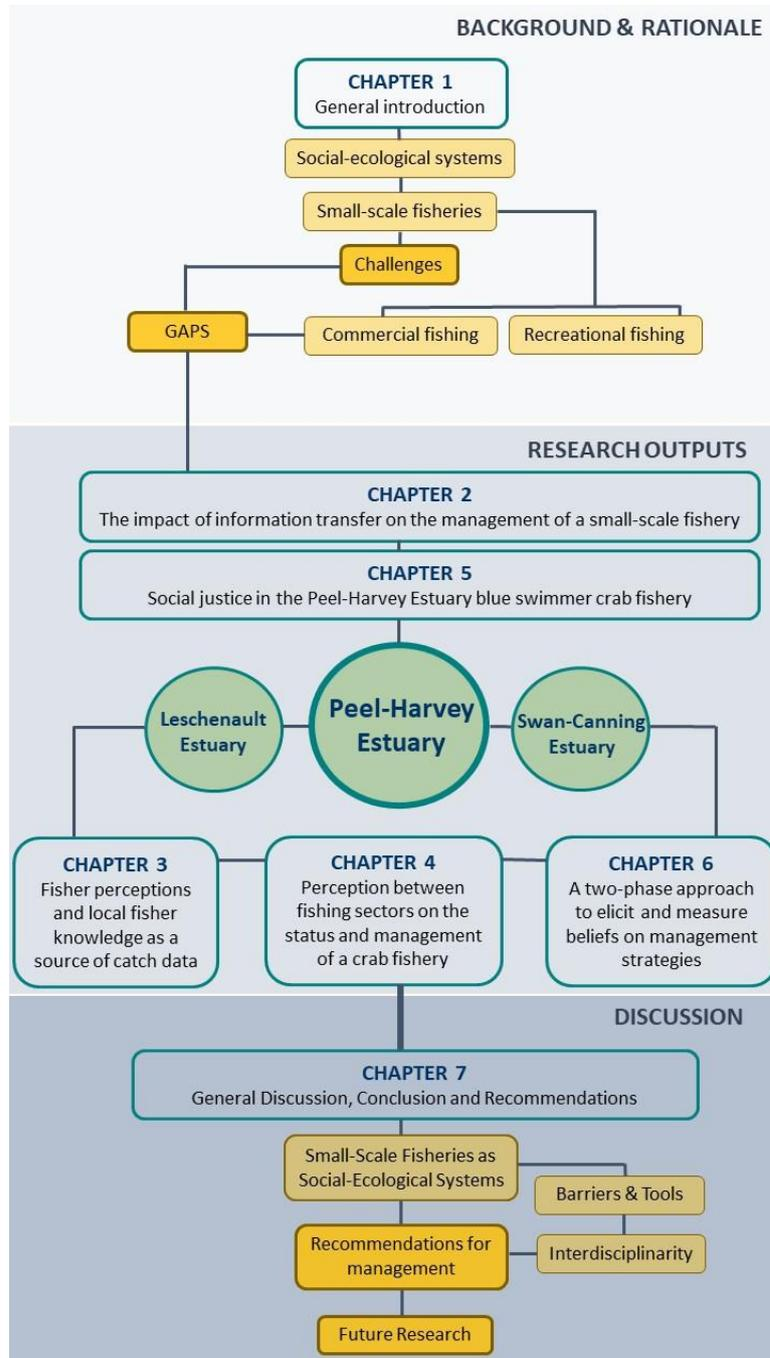 BACKGROUND & RATIONALE
CHAPTER 1
General introduction
Social-ecological systems
Small-scale fisheries
Challenges
GAPS
Commercial fishing
Recreational fishing
RESEARCH OUTPUTS
CHAPTER 2
The impact of information transfer on the management of a small-scale fishery
CHAPTER 5
Social justice in the Peel-Harvey Estuary blue swimmer crab fishery
Leschenault
Estuary
Peel-Harvey
Estuary
Swan-Canning
Estuary
CHAPTER 3
Fisher perceptions
and local fisher
knowledge as a
source of catch data
CHAPTER 4
Perception between
fishing sectors on the
status and management
of a crab fishery
CHAPTER 6
A two-phase approach
to elicit and measure
beliefs on management
strategies
DISCUSSION
CHAPTER 7
General Discussion, Conclusion and Recommendations
Small-Scale Fisheries as
Social-Ecological Systems
Barriers & Tools
Recommendations for
management
Interdisciplinarity
Future Research